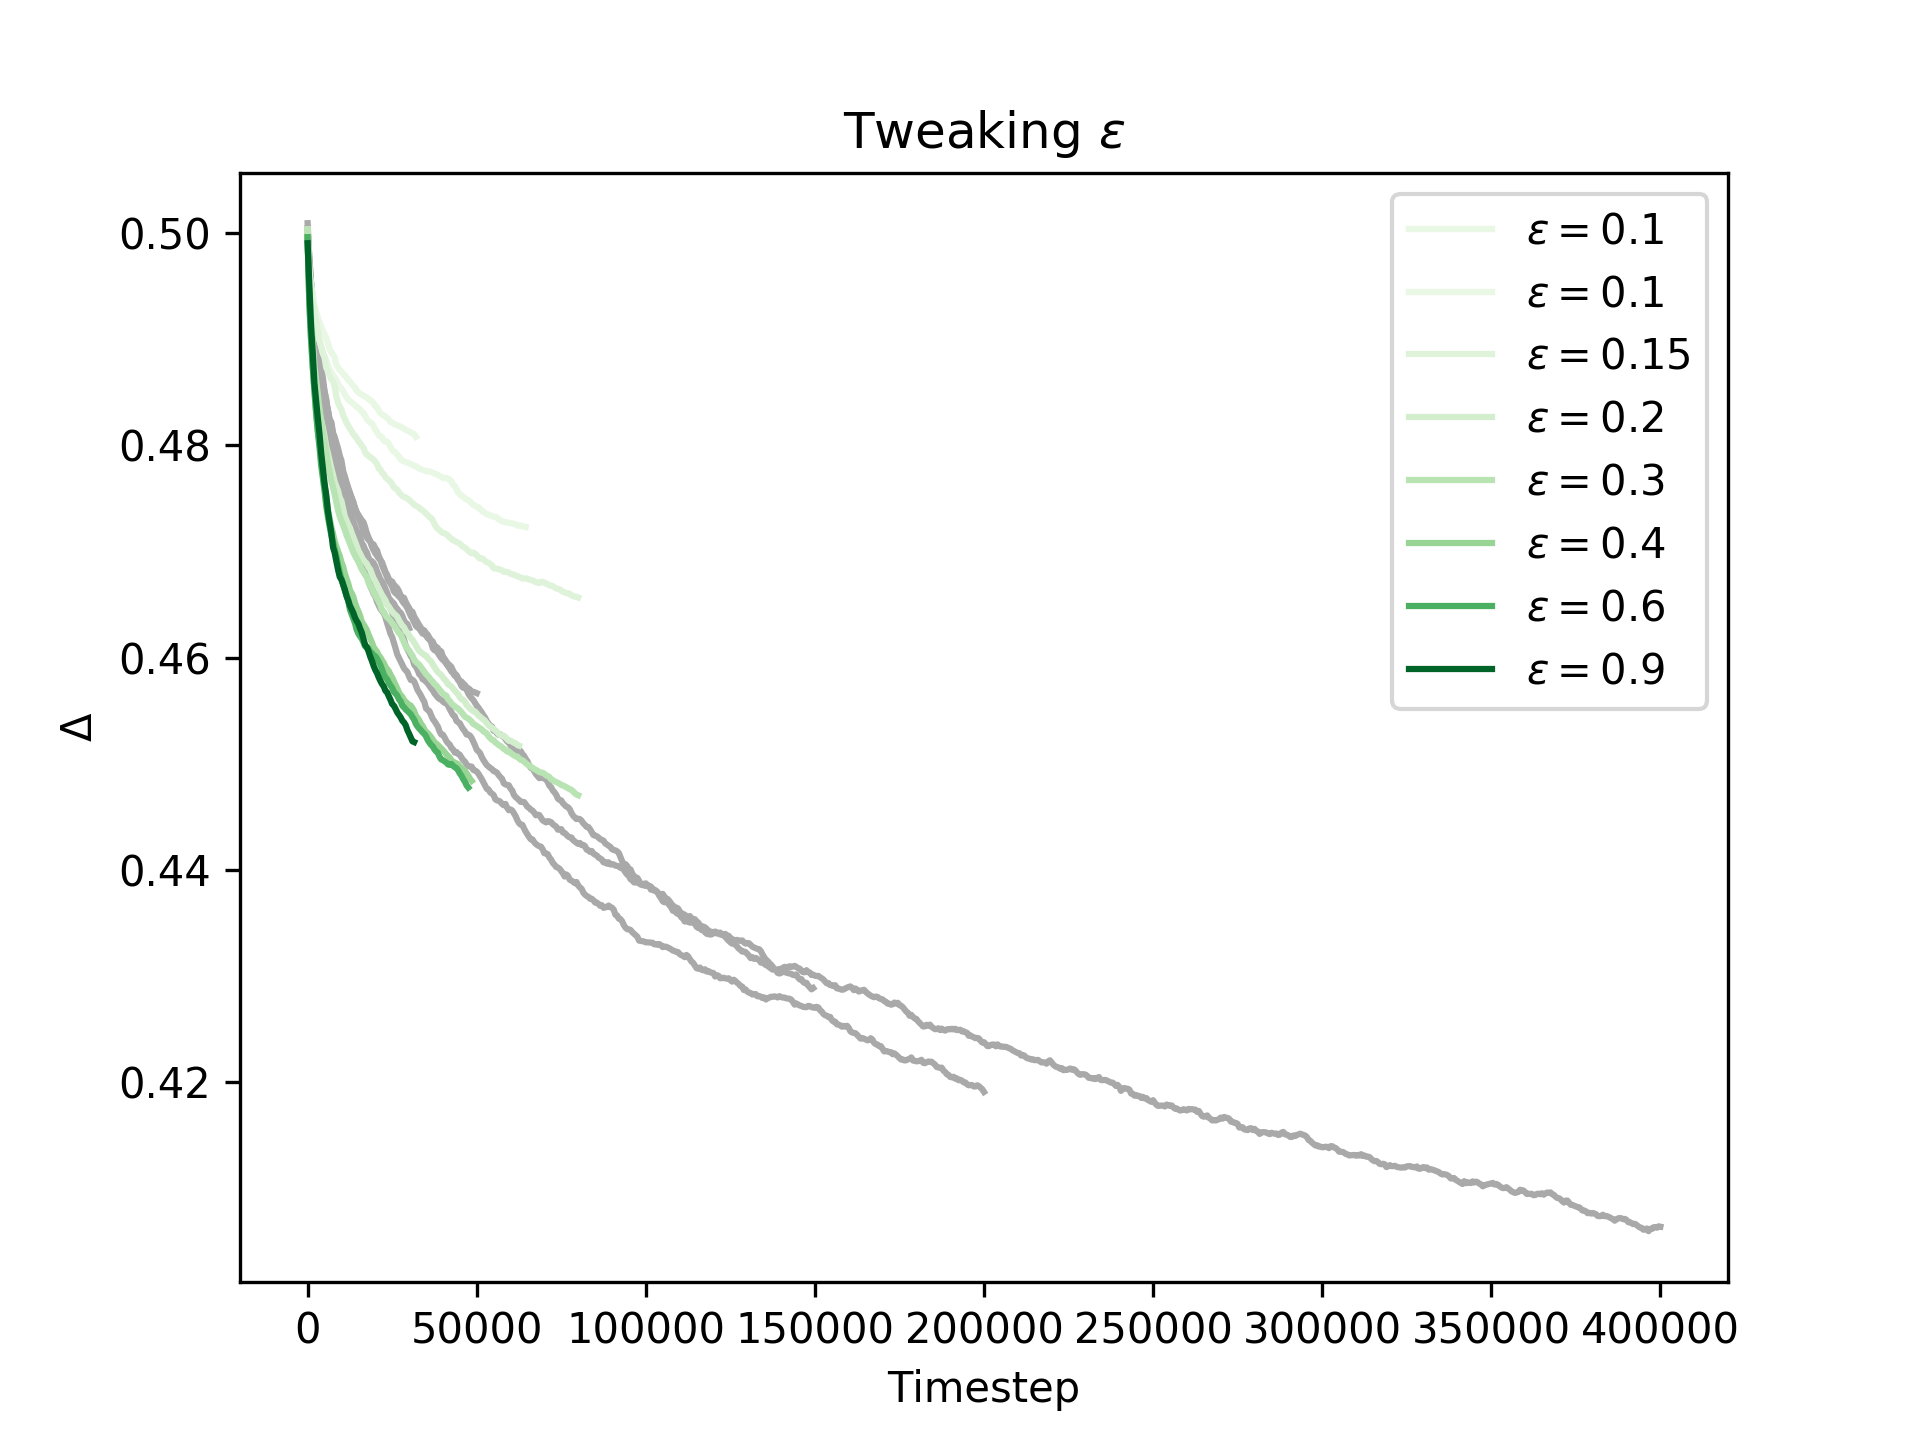 Tweaking ε
0.50
0.48
0.46
0.44
0.42
Δ
0 50000 100000 150000 200000 250000 300000 350000 400000
Timestep
ε = 0.1
ε = 0.1
ε = 0.15
ε = 0.2
ε = 0.3
ε = 0.4
ε = 0.6
ε = 0.9